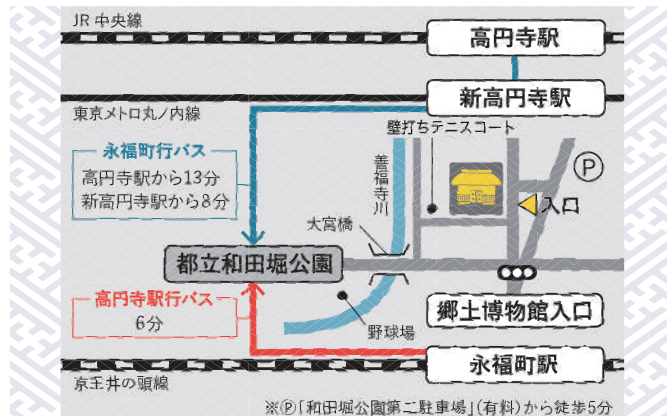 JR中央線
高円寺駅
新高円寺駅
東京メトロ丸ノ内線
壁打ちテニスコート
永福町行バス
高円寺駅から13分
新高円寺駅から8分
善福寺川
P
入口
大宮橋
都立和田堀公園
高円寺駅行バス
6分
野球場
郷土博物館入口
永福町駅
京王井の頭線
※Ⓟ「和田堀公園第二駐車場」(有料)から徒歩5分